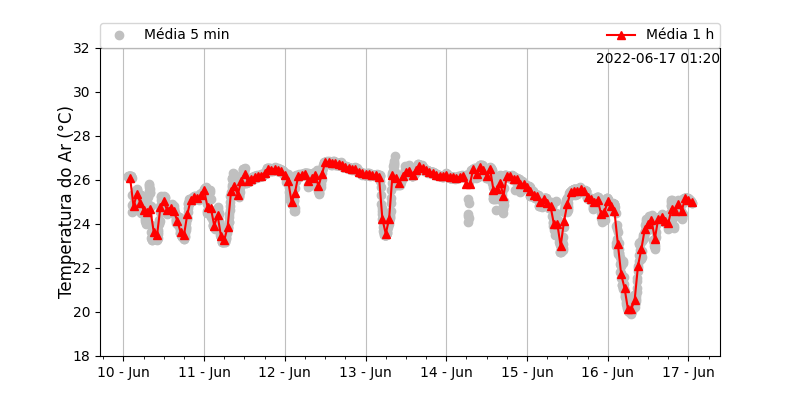 Média 5 min
Média 1 h
2022-06-17 01:20
Temperatura do Ar (°C)
32
30
28
26
24
22
20
18
10 - Jun
11 - Jun
12 - Jun
13 - Jun
14 - Jun
15 - Jun
16 - Jun
17 - Jun